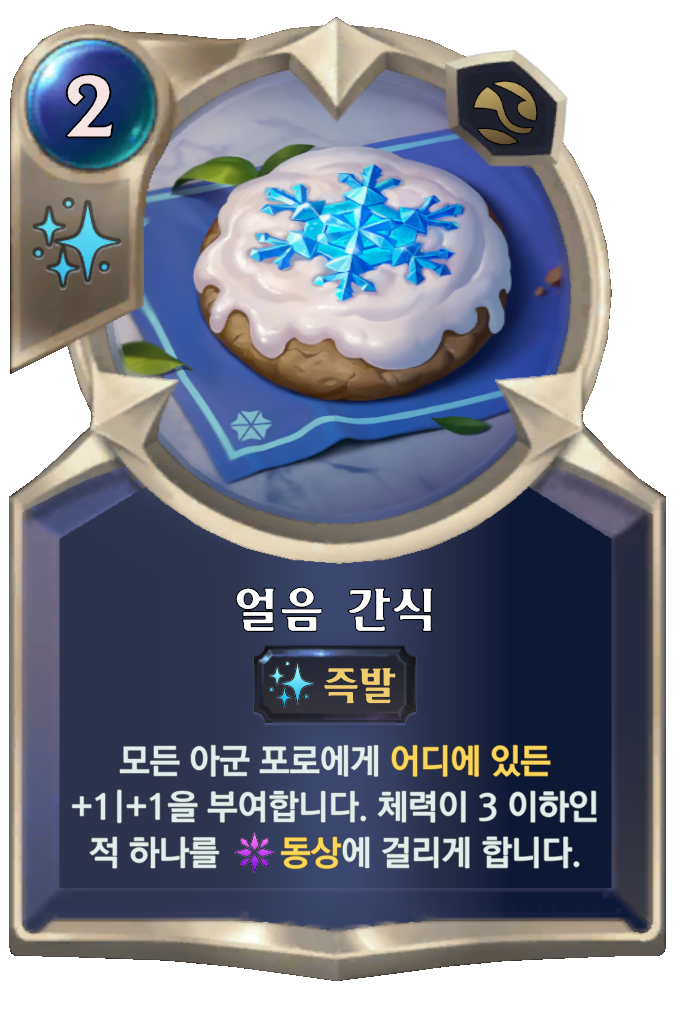 2
얼음 간식
즉발
모든 아군 포로에게 어디에 있든
+1|+1을 부여합니다. 체력이 3 이하인
적 하나를 동상에 걸리게 합니다.